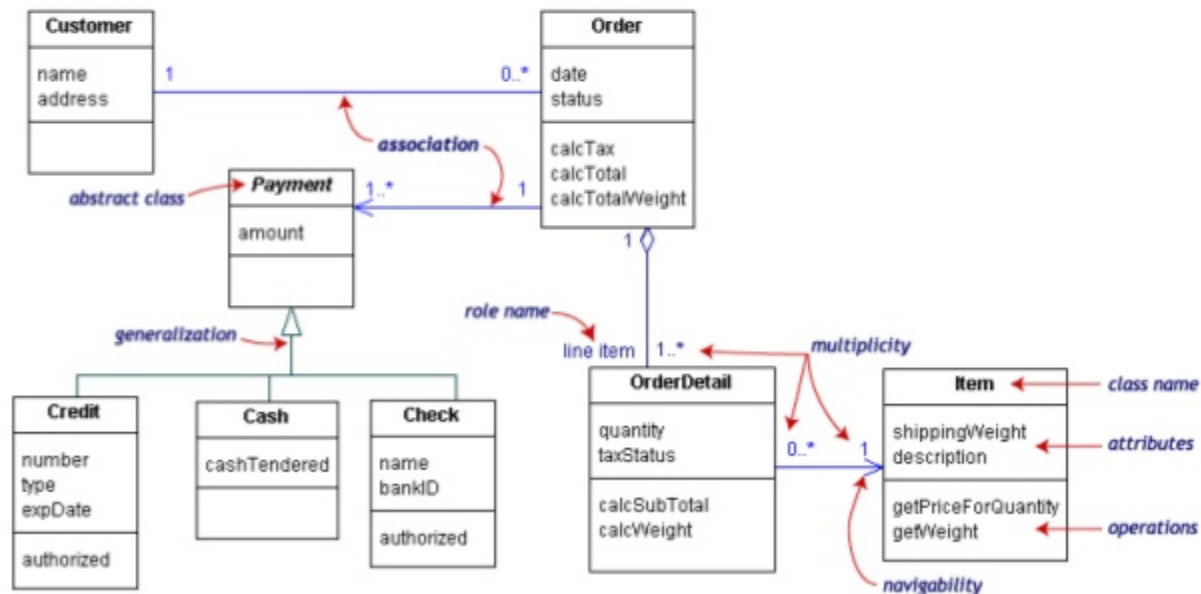 Customer
name
address
1
0..*
Order
date
status
calcTax
calcTotal
calcTotalWeight
association
abstract class
Payment
amount
1..*
1
generalization
1
role name
line item
1..*
multiplicity
Credit
number
type
expDate
authorized
Cash
cashTendered
Check
name
bankID
authorized
OrderDetail
quantity
taxStatus
calcSubTotal
calcWeight
0..*
1
Item
shippingWeight
description
getPriceForQuantity
getWeight
class name
attributes
operations
navigability